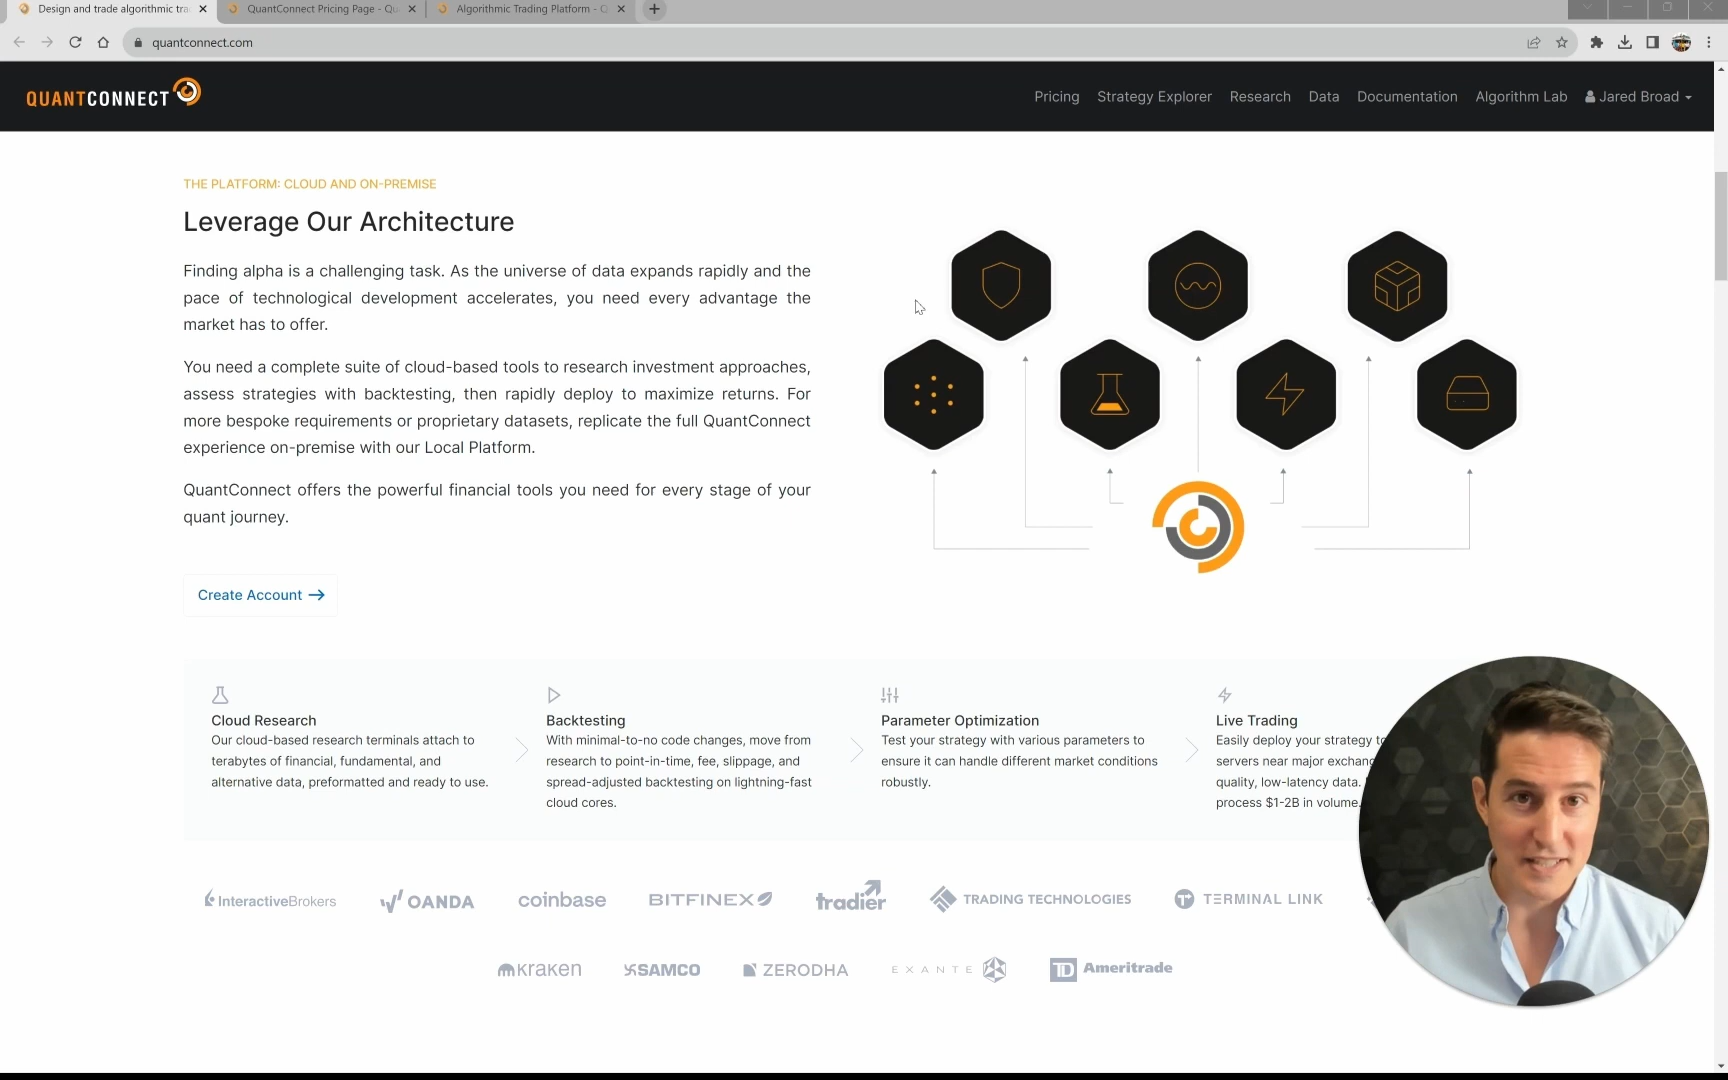 Design and trade algorithmic tra
QuantConnect Pricing Page - Qu
Algorithmic Trading Platform - Q
quantconnect.com
QUANTCONNECT
Pricing
Strategy Explorer
Research
Data
Documentation
Algorithm Lab
Jared Broad
THE PLATFORM: CLOUD AND ON-PREMISE
Leverage Our Architecture
Finding alpha is a challenging task. As the universe of data expands rapidly and the
pace of technological development accelerates, you need every advantage the
market has to offer.
You need a complete suite of cloud-based tools to research investment approaches,
assess strategies with backtesting, then rapidly deploy to maximize returns. For
more bespoke requirements or proprietary datasets, replicate the full QuantConnect
experience on-premise with our Local Platform.
QuantConnect offers the powerful financial tools you need for every stage of your
quant journey.
Create Account →
Cloud Research
Our cloud-based research terminals attach to
terabytes of financial, fundamental, and
alternative data, preformatted and ready to use.
Backtesting
With minimal-to-no code changes, move from
research to point-in-time, fee, slippage, and
spread-adjusted backtesting on lightning-fast
cloud cores.
Parameter Optimization
Test your strategy with various parameters to
ensure it can handle different market conditions
robustly.
Live Trading
Easily deploy your strategy to
servers near major exchan
quality, low-latency data.
process $1-2B in volume.
InteractiveBrokers
OANDA
coinbase
BITFINEX
tradier
TRADING TECHNOLOGIES
TERMINAL LINK
kraken
SAMCO
ZERODHA
EXANTE
TD Ameritrade